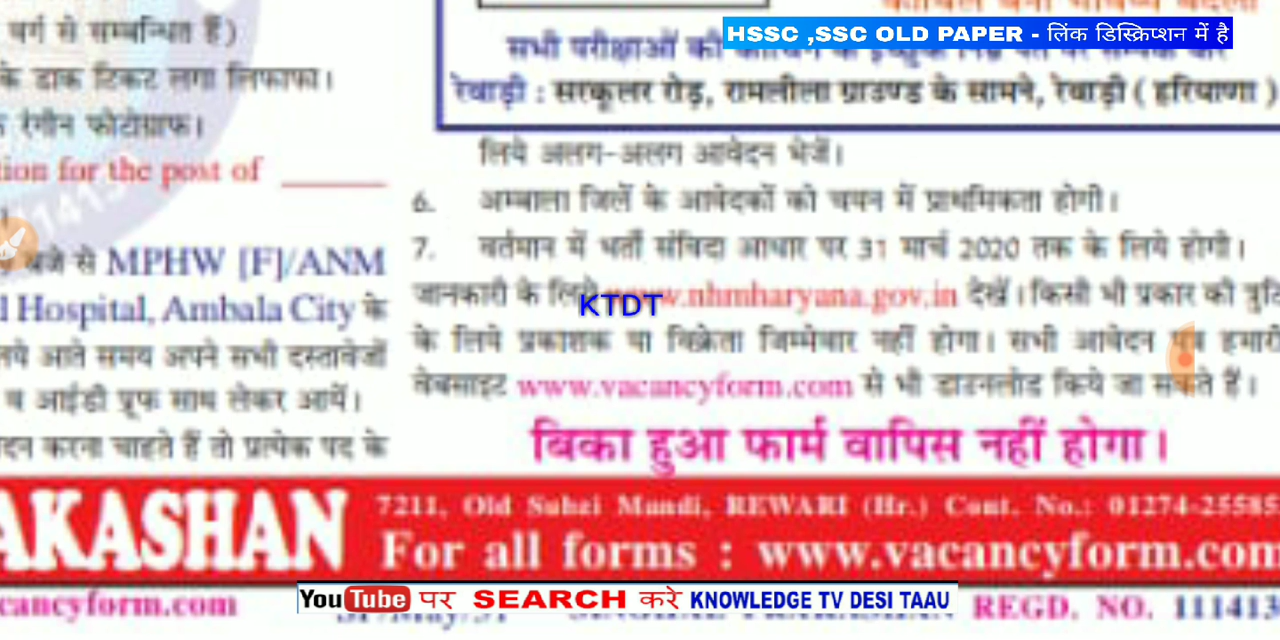 वर्ग से सम्बन्धित हैं)
के डाक टिकट लगा लिफाफा।
रंगीन फोटोग्राफ।
tion for the post of ______
बजे से MPHW [F]/ANM
Hospital, Ambala City के
लिये आते समय अपने सभी दस्तावेजों
व आईडी प्रूफ साथ लेकर आयें।
करना चाहते हैं तो प्रत्येक पद के
HSSC ,SSC OLD PAPER - लिंक डिस्क्रिप्शन में है
सभी परीक्षाओं की
रेवाड़ी : सरकूलर रोड़, रामलीला ग्राउण्ड के सामने, रेवाड़ी ( हरियाणा )
लिये अलग-अलग आवेदन भेजें।
6. अम्बाला जिलें के आवेदकों को चयन में प्राथमिकता होगी।
7. वर्तमान में भर्ती संविदा आधार पर 31 मार्च 2020 तक के लिये होगी।
जानकारी के लिये www.nhmharyana.gov.in देखें। किसी भी प्रकार की त्रुटि
KTDT
के लिये प्रकाशक या विक्रेता जिम्मेवार नहीं होगा। सभी आवेदन पत्र हमारी
वेबसाइट www.vacancyform.com से भी डाउनलोड किये जा सकते हैं।
बिका हुआ फार्म वापिस नहीं होगा।
AKASHAN
7211, Old Subzi Mandi, REWARI (Hr.) Cont. No.: 01274-25585
For all forms : www.vacancyform.com
cancyform.com
YouTube पर SEARCH करे KNOWLEDGE TV DESI TAAU
REGD. NO. 111413